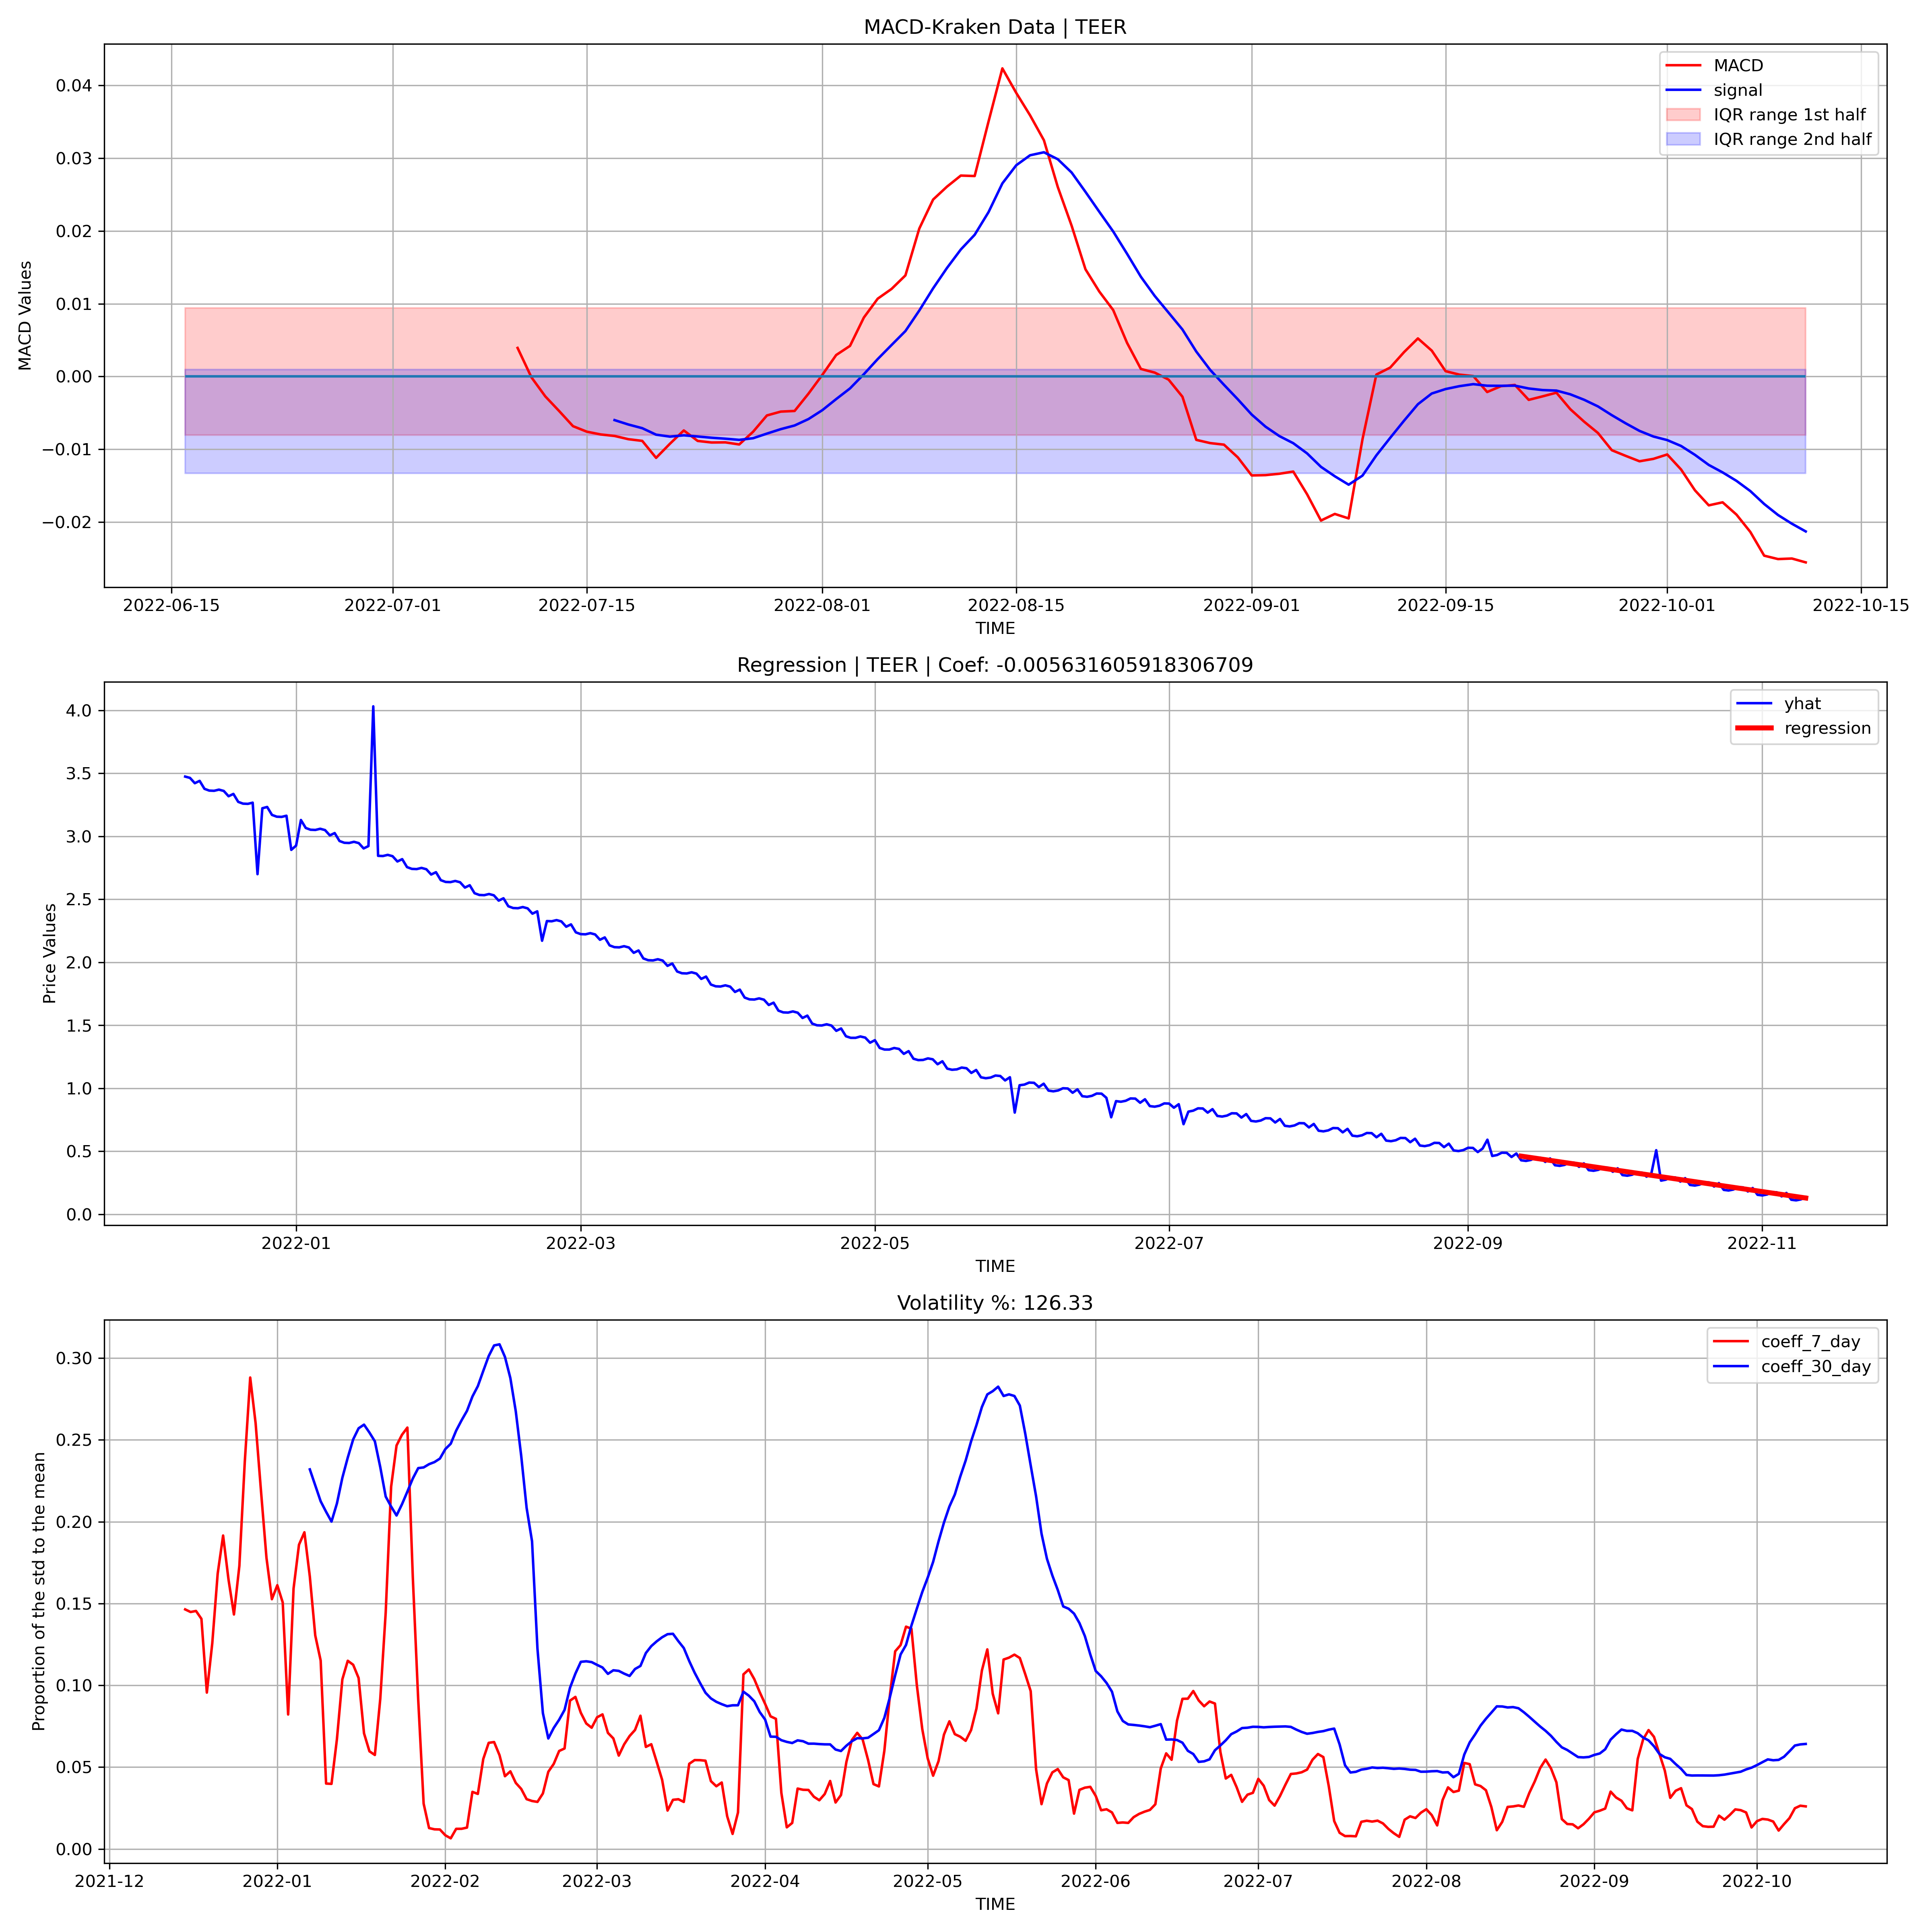 MACD-Kraken Data | TEER
MACD Values
0.04
0.03
0.02
0.01
0.00
−0.01
−0.02
MACD
signal
IQR range 1st half
IQR range 2nd half
2022-06-15 2022-07-01 2022-07-15 2022-08-01 2022-08-15 2022-09-01 2022-09-15 2022-10-01 2022-10-15
TIME
Regression | TEER | Coef: -0.005631605918306709
Price Values
4.0
3.5
3.0
2.5
2.0
1.5
1.0
0.5
0.0
yhat
regression
2022-01 2022-03 2022-05 2022-07 2022-09 2022-11
TIME
Volatility %: 126.33
Proportion of the std to the mean
0.30
0.25
0.20
0.15
0.10
0.05
0.00
coeff_7_day
coeff_30_day
2021-12 2022-01 2022-02 2022-03 2022-04 2022-05 2022-06 2022-07 2022-08 2022-09 2022-10
TIME